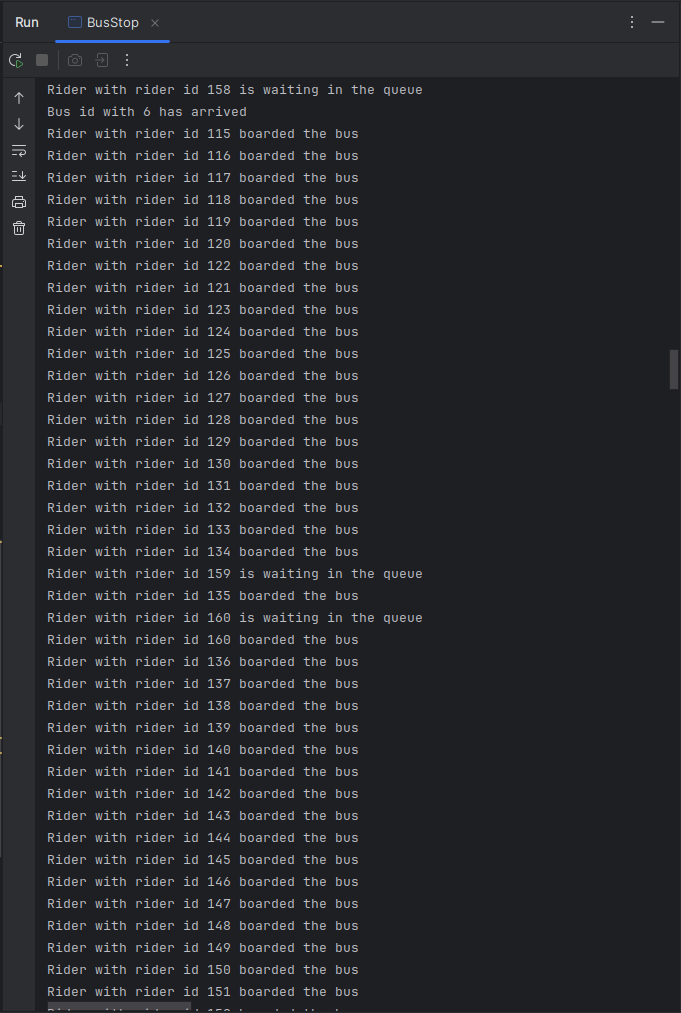 Run BusStop
Rider with rider id 158 is waiting in the queue
Bus id with 6 has arrived
Rider with rider id 115 boarded the bus
Rider with rider id 116 boarded the bus
Rider with rider id 117 boarded the bus
Rider with rider id 118 boarded the bus
Rider with rider id 119 boarded the bus
Rider with rider id 120 boarded the bus
Rider with rider id 122 boarded the bus
Rider with rider id 121 boarded the bus
Rider with rider id 123 boarded the bus
Rider with rider id 124 boarded the bus
Rider with rider id 125 boarded the bus
Rider with rider id 126 boarded the bus
Rider with rider id 127 boarded the bus
Rider with rider id 128 boarded the bus
Rider with rider id 129 boarded the bus
Rider with rider id 130 boarded the bus
Rider with rider id 131 boarded the bus
Rider with rider id 132 boarded the bus
Rider with rider id 133 boarded the bus
Rider with rider id 134 boarded the bus
Rider with rider id 159 is waiting in the queue
Rider with rider id 135 boarded the bus
Rider with rider id 160 is waiting in the queue
Rider with rider id 160 boarded the bus
Rider with rider id 136 boarded the bus
Rider with rider id 137 boarded the bus
Rider with rider id 138 boarded the bus
Rider with rider id 139 boarded the bus
Rider with rider id 140 boarded the bus
Rider with rider id 141 boarded the bus
Rider with rider id 142 boarded the bus
Rider with rider id 143 boarded the bus
Rider with rider id 144 boarded the bus
Rider with rider id 145 boarded the bus
Rider with rider id 146 boarded the bus
Rider with rider id 147 boarded the bus
Rider with rider id 148 boarded the bus
Rider with rider id 149 boarded the bus
Rider with rider id 150 boarded the bus
Rider with rider id 151 boarded the bus